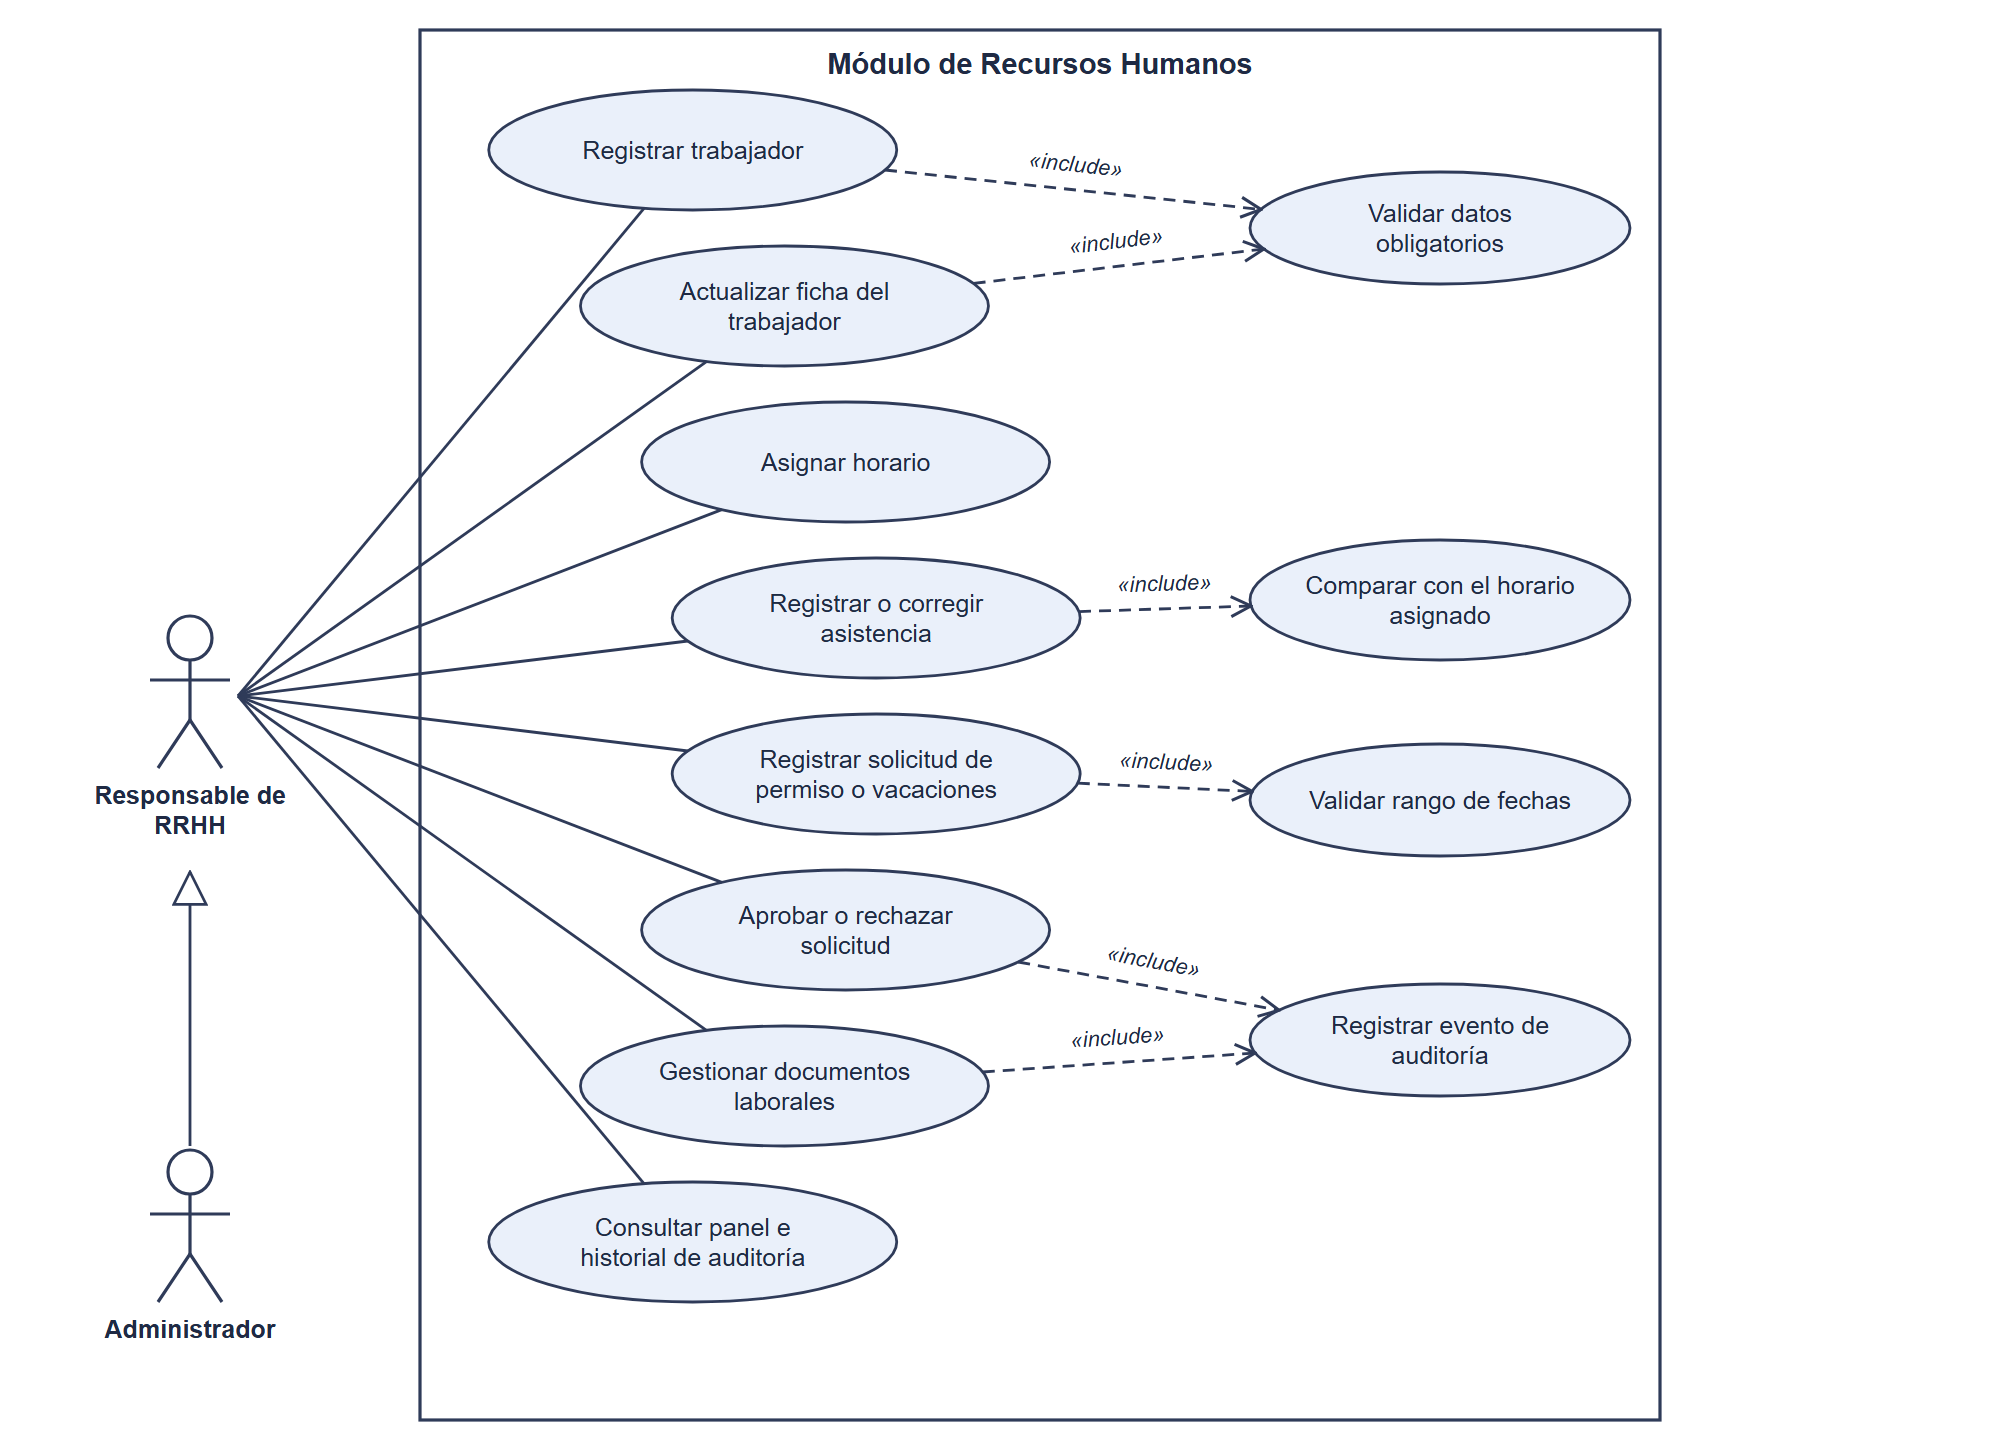 Módulo de Recursos Humanos
Registrar trabajador
«include»
Validar datos
obligatorios
«include»
Actualizar ficha del
trabajador
Asignar horario
Registrar o corregir
asistencia
«include»
Comparar con el horario
asignado
Responsable de
RRHH
Registrar solicitud de
permiso o vacaciones
«include»
Validar rango de fechas
Aprobar o rechazar
solicitud
«include»
Registrar evento de
auditoría
«include»
Gestionar documentos
laborales
Consultar panel e
historial de auditoría
Administrador